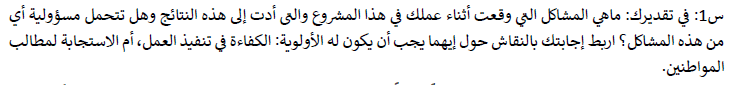 س1: في تقديرك: ماهي المشاكل التي وقعت أثناء عملك في هذا المشروع والتى أدت إلى هذه النتائج وهل تتحمل مسؤولية أي
من هذه المشاكل؟ اربط إجابتك بالنقاش حول إيهما يجب أن يكون له الأولوية: الكفاءة في تنفيذ العمل، أم الاستجابة لمطالب
المواطنين.